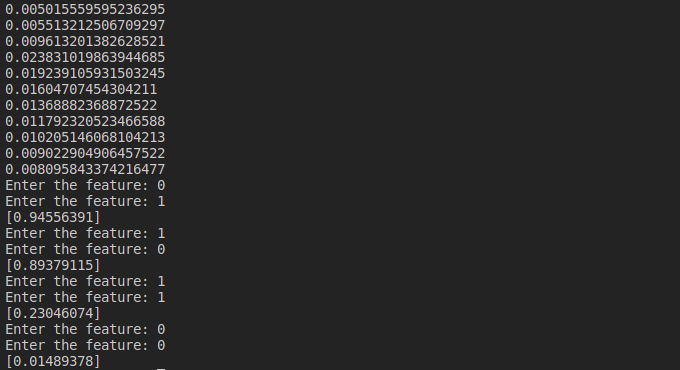 0.005015559595236295
0.005513212506709297
0.009613201382628521
0.023831019863944685
0.019239105931503245
0.01604707454304211
0.01368882368872522
0.011792320523466588
0.010205146068104213
0.009022904906457522
0.008095843374216477
Enter the feature: 0
Enter the feature: 1
[0.94556391]
Enter the feature: 1
Enter the feature: 0
[0.89379115]
Enter the feature: 1
Enter the feature: 1
[0.23046074]
Enter the feature: 0
Enter the feature: 0
[0.01489378]